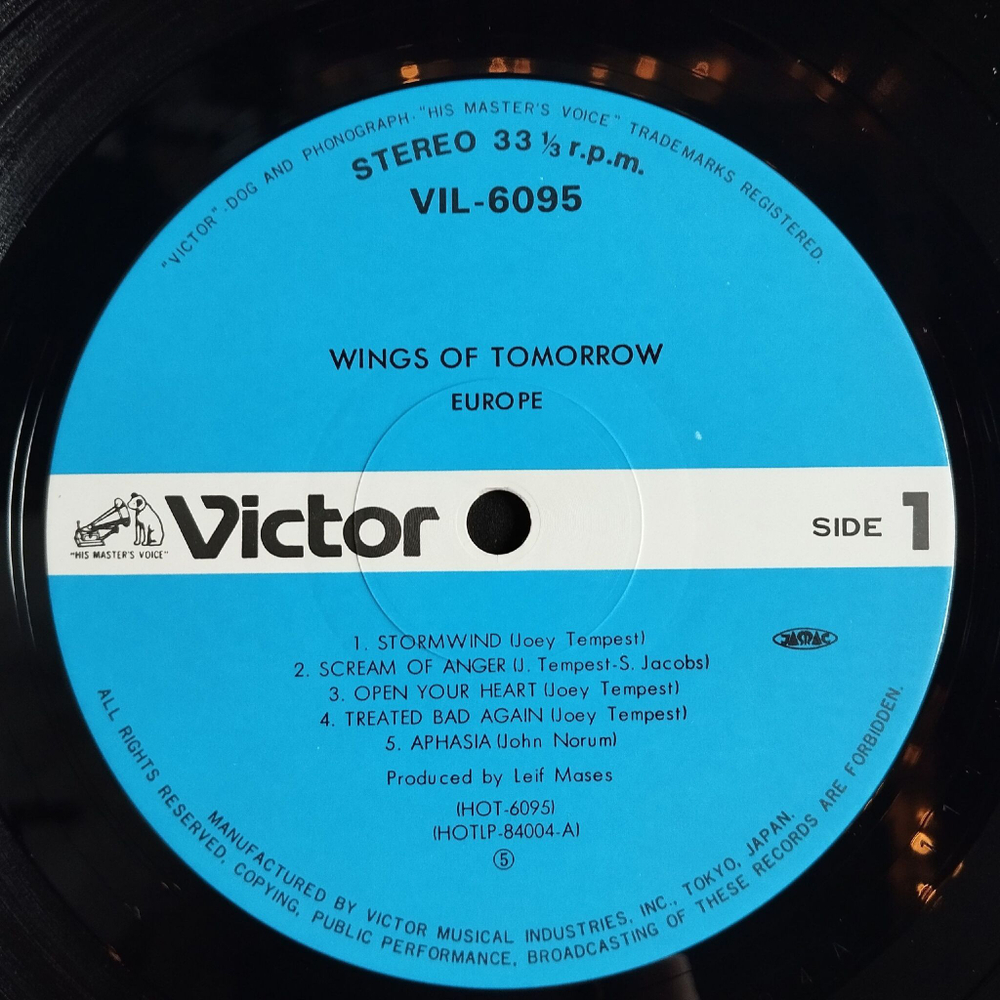 "VICTOR"-DOG AND PHONOGRAPH·"HIS MASTER'S VOICE" TRADEMARKS REGISTERED.
STEREO 33 ⅓ r.p.m.
VIL-6095
WINGS OF TOMORROW
EUROPE
"HIS MASTER'S VOICE"
Victor
SIDE 1
JASRAC
1. STORMWIND (Joey Tempest)
2. SCREAM OF ANGER (J. Tempest-S. Jacobs)
3. OPEN YOUR HEART (Joey Tempest)
4. TREATED BAD AGAIN (Joey Tempest)
5. APHASIA (John Norum)
Produced by Leif Mases
(HOT-6095)
(HOTLP-84004-A)
⑤
MANUFACTURED BY VICTOR MUSICAL INDUSTRIES, INC., TOKYO, JAPAN.
ALL RIGHTS RESERVED, COPYING, PUBLIC PERFORMANCE, BROADCASTING OF THESE RECORDS ARE FORBIDDEN.